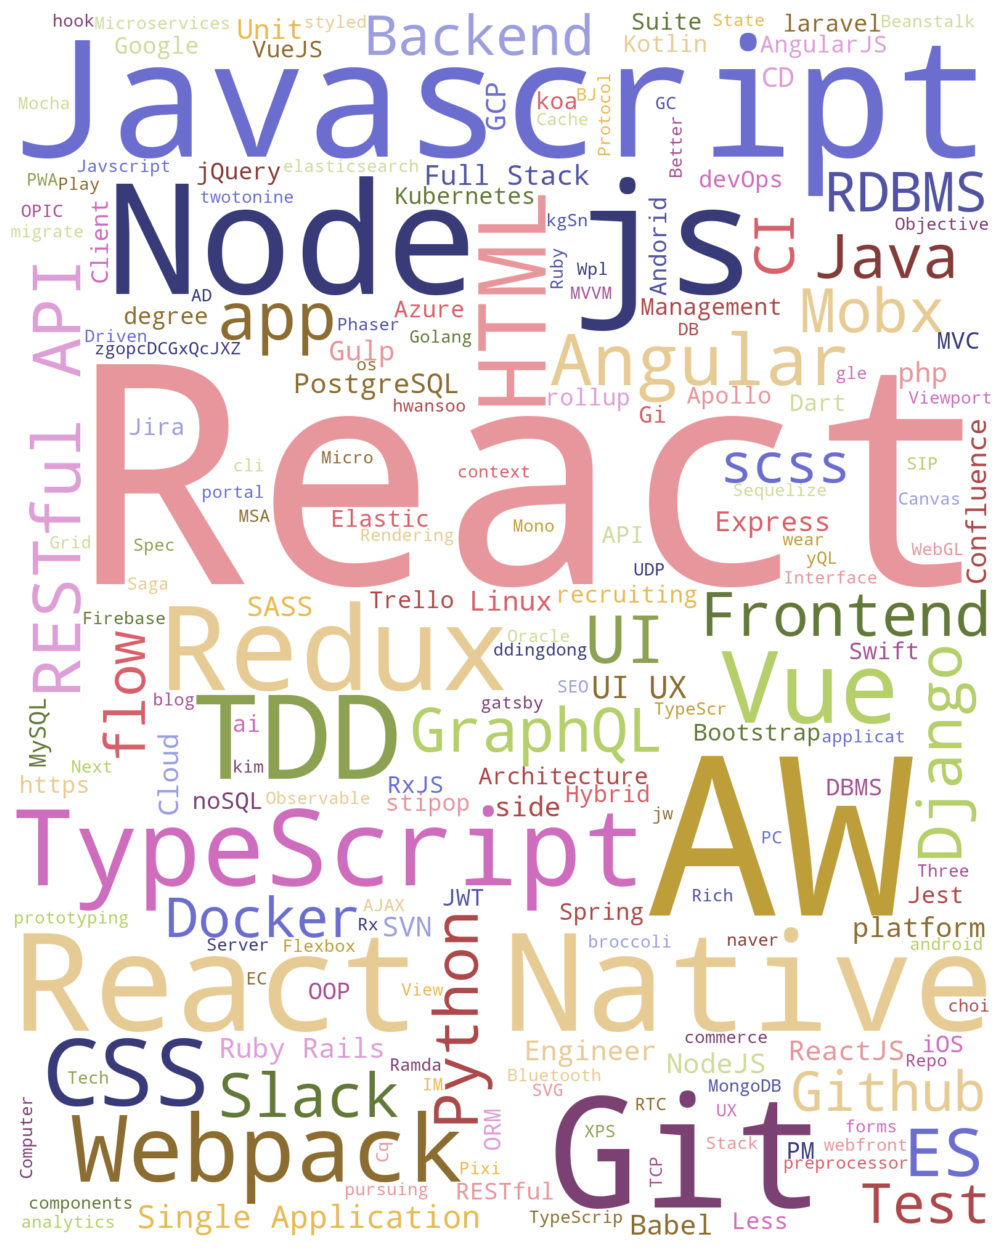 hook Microservices Unit styled Backend Suite State laravel Beanstalk
Google VueJS Kotlin AngularJS
Javascript
Mocha GCP koa BJ Cache Protocol GC Better CD
Javscript jQuery elasticsearch Full Stack devOps RDBMS
PWA Play twotonine Kubernetes
OPIC Client Node js kgSn Objective
migrate HTML Ruby Wpl Andorid CI Java
AD MVVM
degree app Phaser Azure Management Mobx
Driven Golang DB MVC
zgopcDCGxQcJXZ Gulp Angular
os gle php
PostgreSQL rollup Apollo Viewport
hwansoo Gi Dart
RESTful API
React
Jira Micro context scss SIP Confluence
cli Sequelize
portal Canvas
MSA Elastic Mono Express
Grid Spec Rendering API wear WebGL
yQL
Saga UDP Interface
SASS Trello Linux recruiting Frontend
Firebase
flow Redux Oracle UI
ddingdong Swift Django
blog SEO UI UX Vue
gatsby TypeScr
MySQL TDD ai GraphQL Bootstrap applicat
Cloud
Next kim Architecture AW
https RxJS Hybrid DBMS
noSQL Observable stipop side
jw
TypeScript PC
Three
Rich Jest
prototyping Docker AJAX JWT Spring
Rx SVN platform
Server Flexbox Python broccoli naver android
React Native
EC OOP View choi
CSS Ruby Rails commerce ReactJS iOS
Engineer Repo
Tech Ramda NodeJS
Slack IM Bluetooth MongoDB Github
SVG
Webpack ORM Git RTC UX forms
Computer Cq XPS Stack PM webfront ES
Pixi TCP preprocessor
pursuing RESTful Test
components
analytics Single Application TypeScrip Babel Less